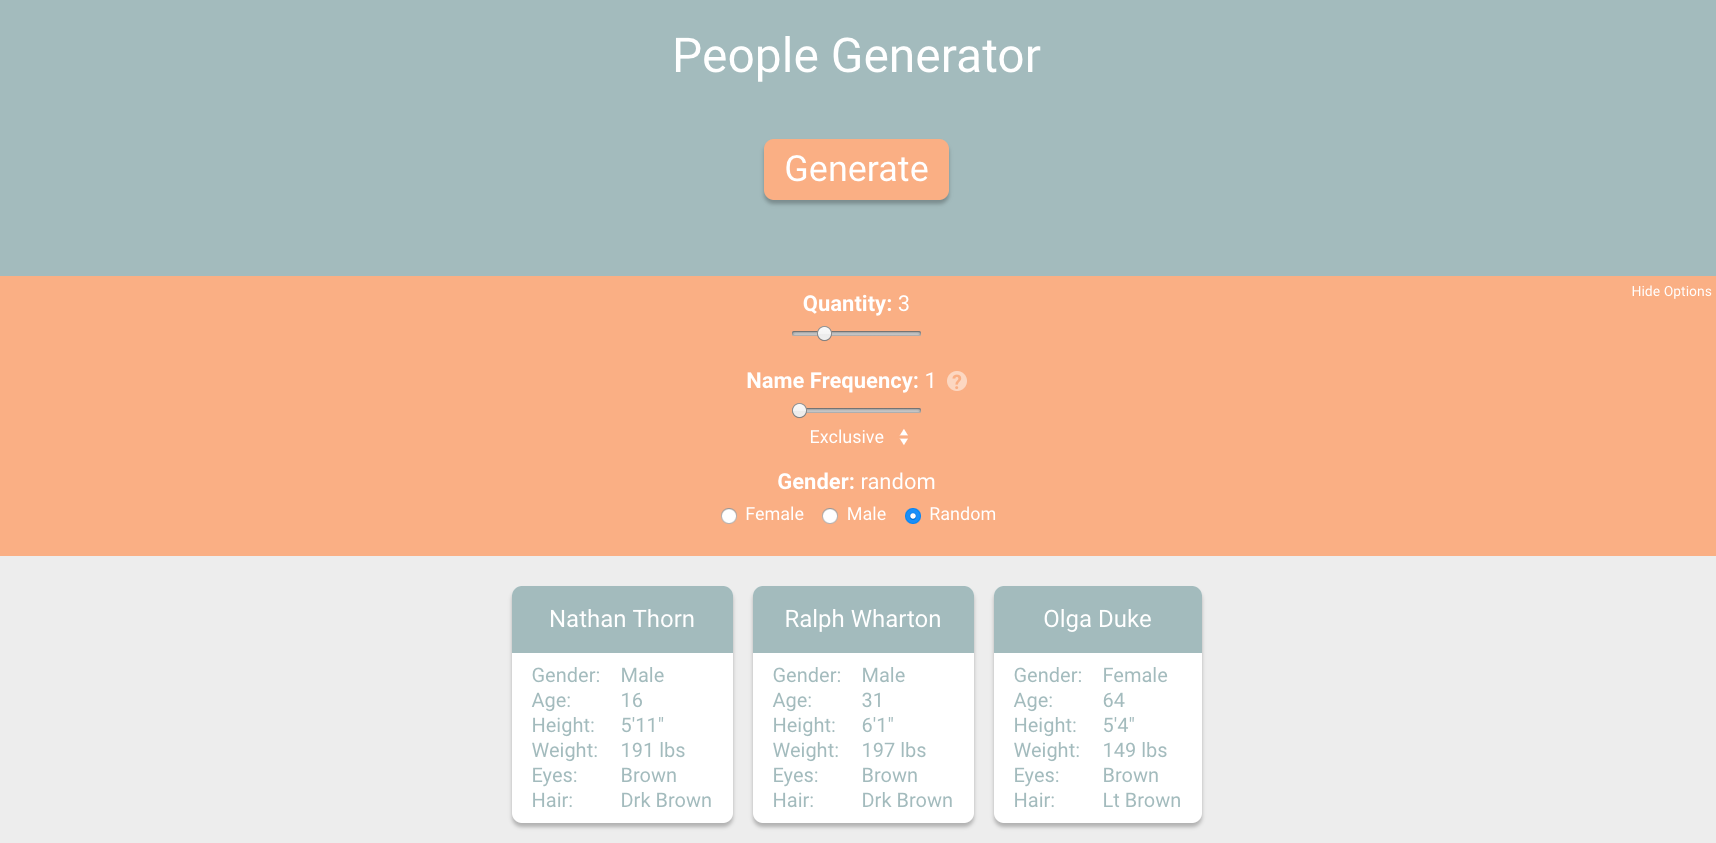 People Generator
Generate
Hide Options
Quantity: 3
Name Frequency: 1 ?
Exclusive
Gender: random
Female Male Random
Nathan Thorn
Gender: Male
Age: 16
Height: 5'11"
Weight: 191 lbs
Eyes: Brown
Hair: Drk Brown
Ralph Wharton
Gender: Male
Age: 31
Height: 6'1"
Weight: 197 lbs
Eyes: Brown
Hair: Drk Brown
Olga Duke
Gender: Female
Age: 64
Height: 5'4"
Weight: 149 lbs
Eyes: Brown
Hair: Lt Brown